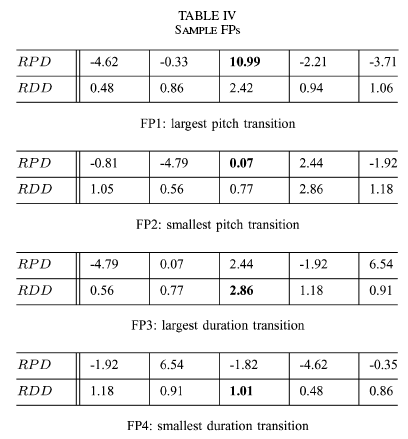 TABLE IV
SAMPLE FPS
RPD -4.62 -0.33 10.99 -2.21 -3.71
RDD 0.48 0.86 2.42 0.94 1.06
FP1: largest pitch transition
RPD -0.81 -4.79 0.07 2.44 -1.92
RDD 1.05 0.56 0.77 2.86 1.18
FP2: smallest pitch transition
RPD -4.79 0.07 2.44 -1.92 6.54
RDD 0.56 0.77 2.86 1.18 0.91
FP3: largest duration transition
RPD -1.92 6.54 -1.82 -4.62 -0.35
RDD 1.18 0.91 1.01 0.48 0.86
FP4: smallest duration transition